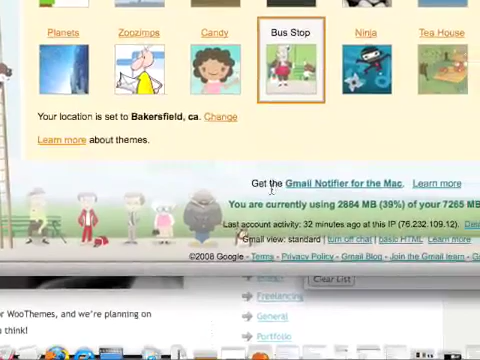 Planets Zoozimps Candy Bus Stop Ninja Tea House
Your location is set to Bakersfield, ca. Change
Learn more about themes.
Get the Gmail Notifier for the Mac. Learn more
You are currently using 2884 MB (39%) of your 7265 MB
Last account activity: 32 minutes ago at this IP (76.232.109.12). Deta
Gmail view: standard | turn off chat | basic HTML Learn more
©2008 Google - Terms - Privacy Policy - Gmail Blog - Join the Gmail team - G
Clear List
Freelancing
r WooThemes, and we're planning on
General
o think!
Portfolio